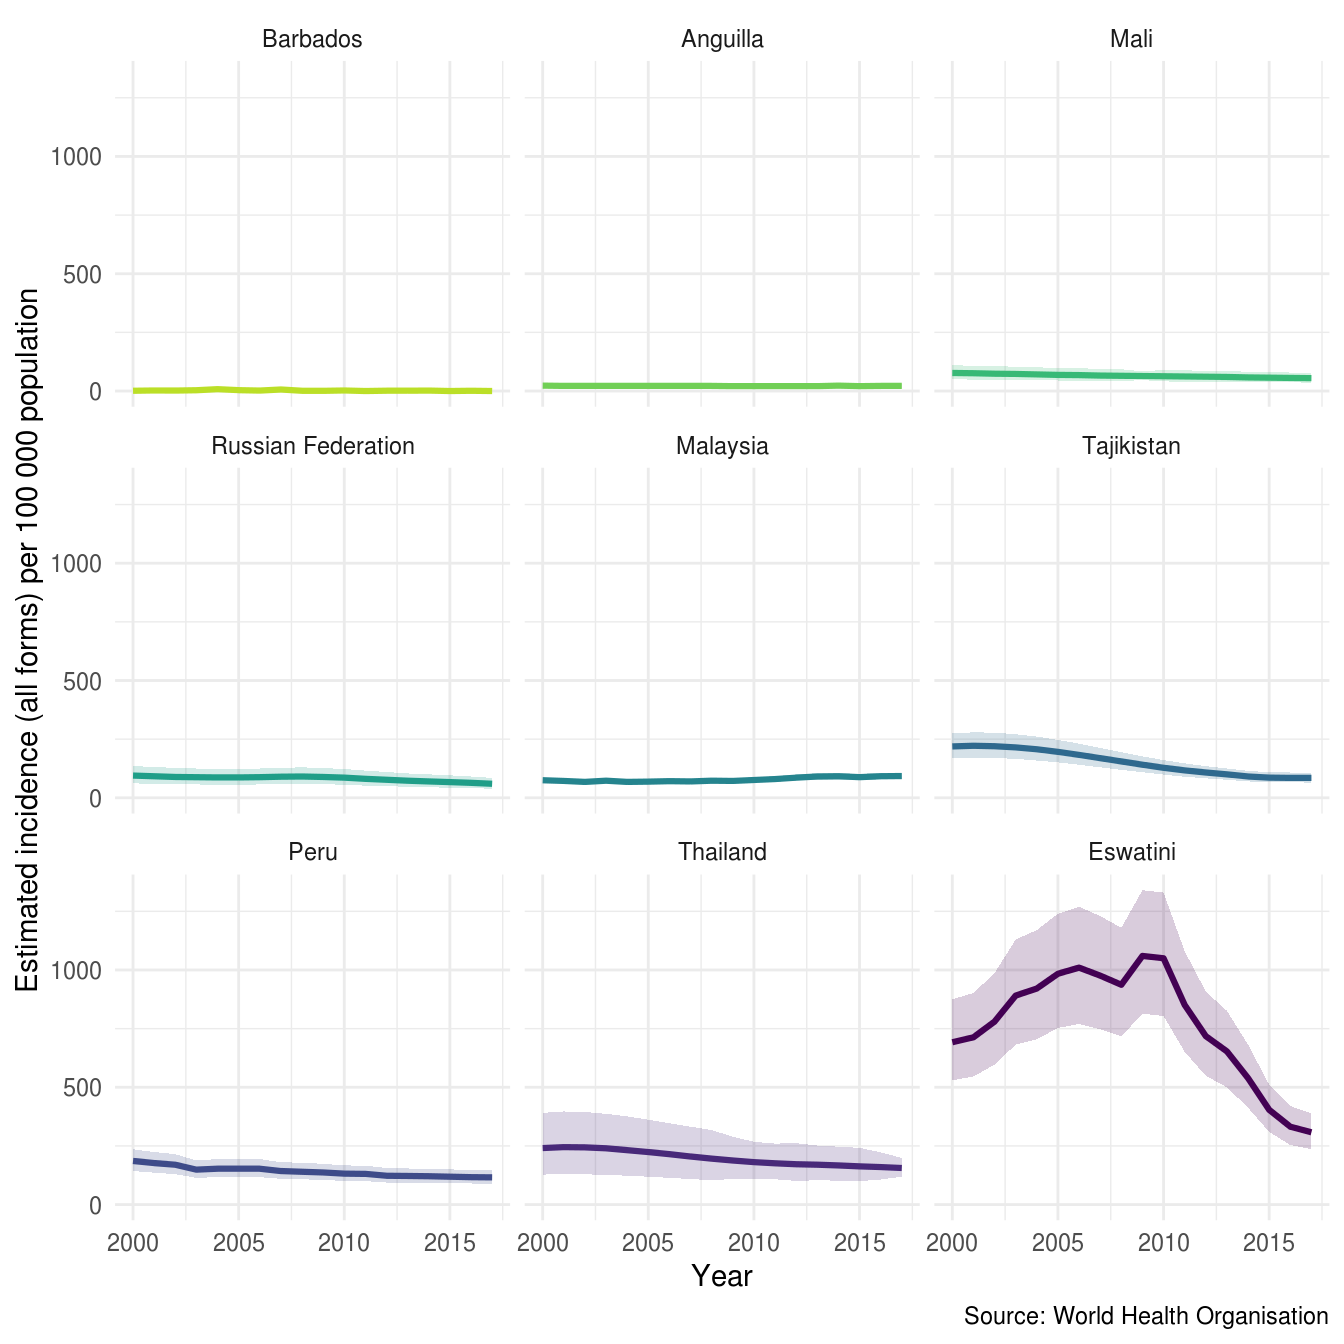 Barbados Anguilla Mali
1000
500
0
Russian Federation Malaysia Tajikistan
1000
500
0
Peru Thailand Eswatini
1000
500
0
2000 2005 2010 2015 2000 2005 2010 2015 2000 2005 2010 2015
Estimated incidence (all forms) per 100 000 population
Year
Source: World Health Organisation